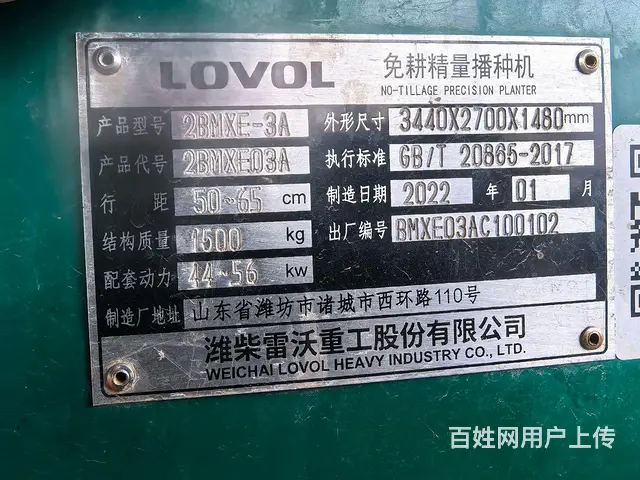 LOVOL 免耕精量播种机
NO-TILLAGE PRECISION PLANTER
产品型号 2BMXE-3A 外形尺寸 3440X2700X1480mm
产品代号 2BMXE03A 执行标准 GB/T 20865-2017
行距 50~65 cm 制造日期 2022 年 01 月
结构质量 1500 kg 出厂编号 BMXE03AC100102
配套动力 44-56 kw
制造厂地址 山东省潍坊市诸城市西环路110号
潍柴雷沃重工股份有限公司
WEICHAI LOVOL HEAVY INDUSTRY CO., LTD.
百姓网用户上传